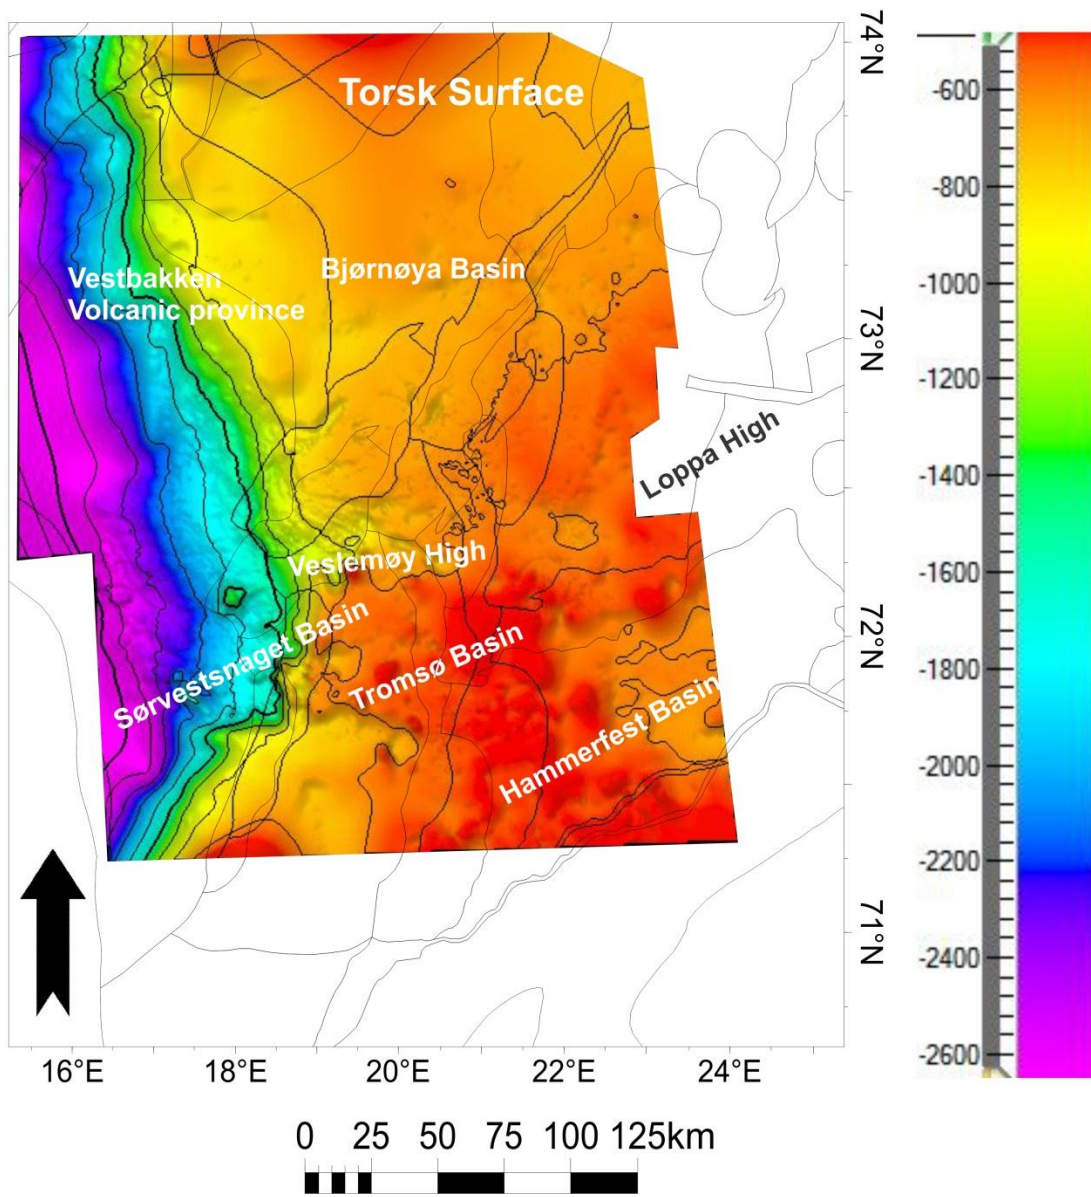 Torsk Surface
Bjørnøya Basin
Vestbakken
Volcanic province
Loppa High
Veslemøy High
Sørvestsnaget Basin
Tromsø Basin
Hammerfest Basin
74°N
73°N
72°N
71°N
16°E 18°E 20°E 22°E 24°E
0 25 50 75 100 125km
-600
-800
-1000
-1200
-1400
-1600
-1800
-2000
-2200
-2400
-2600